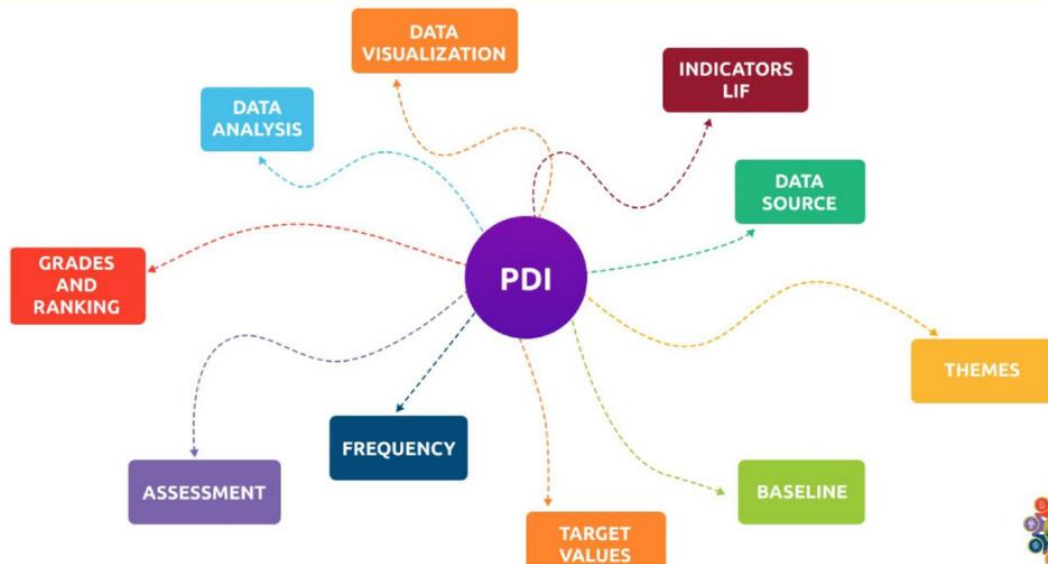 DATA
VISUALIZATION
INDICATORS
LIF
DATA
ANALYSIS
DATA
SOURCE
GRADES
AND
RANKING
PDI
THEMES
FREQUENCY
ASSESSMENT
BASELINE
TARGET
VALUES